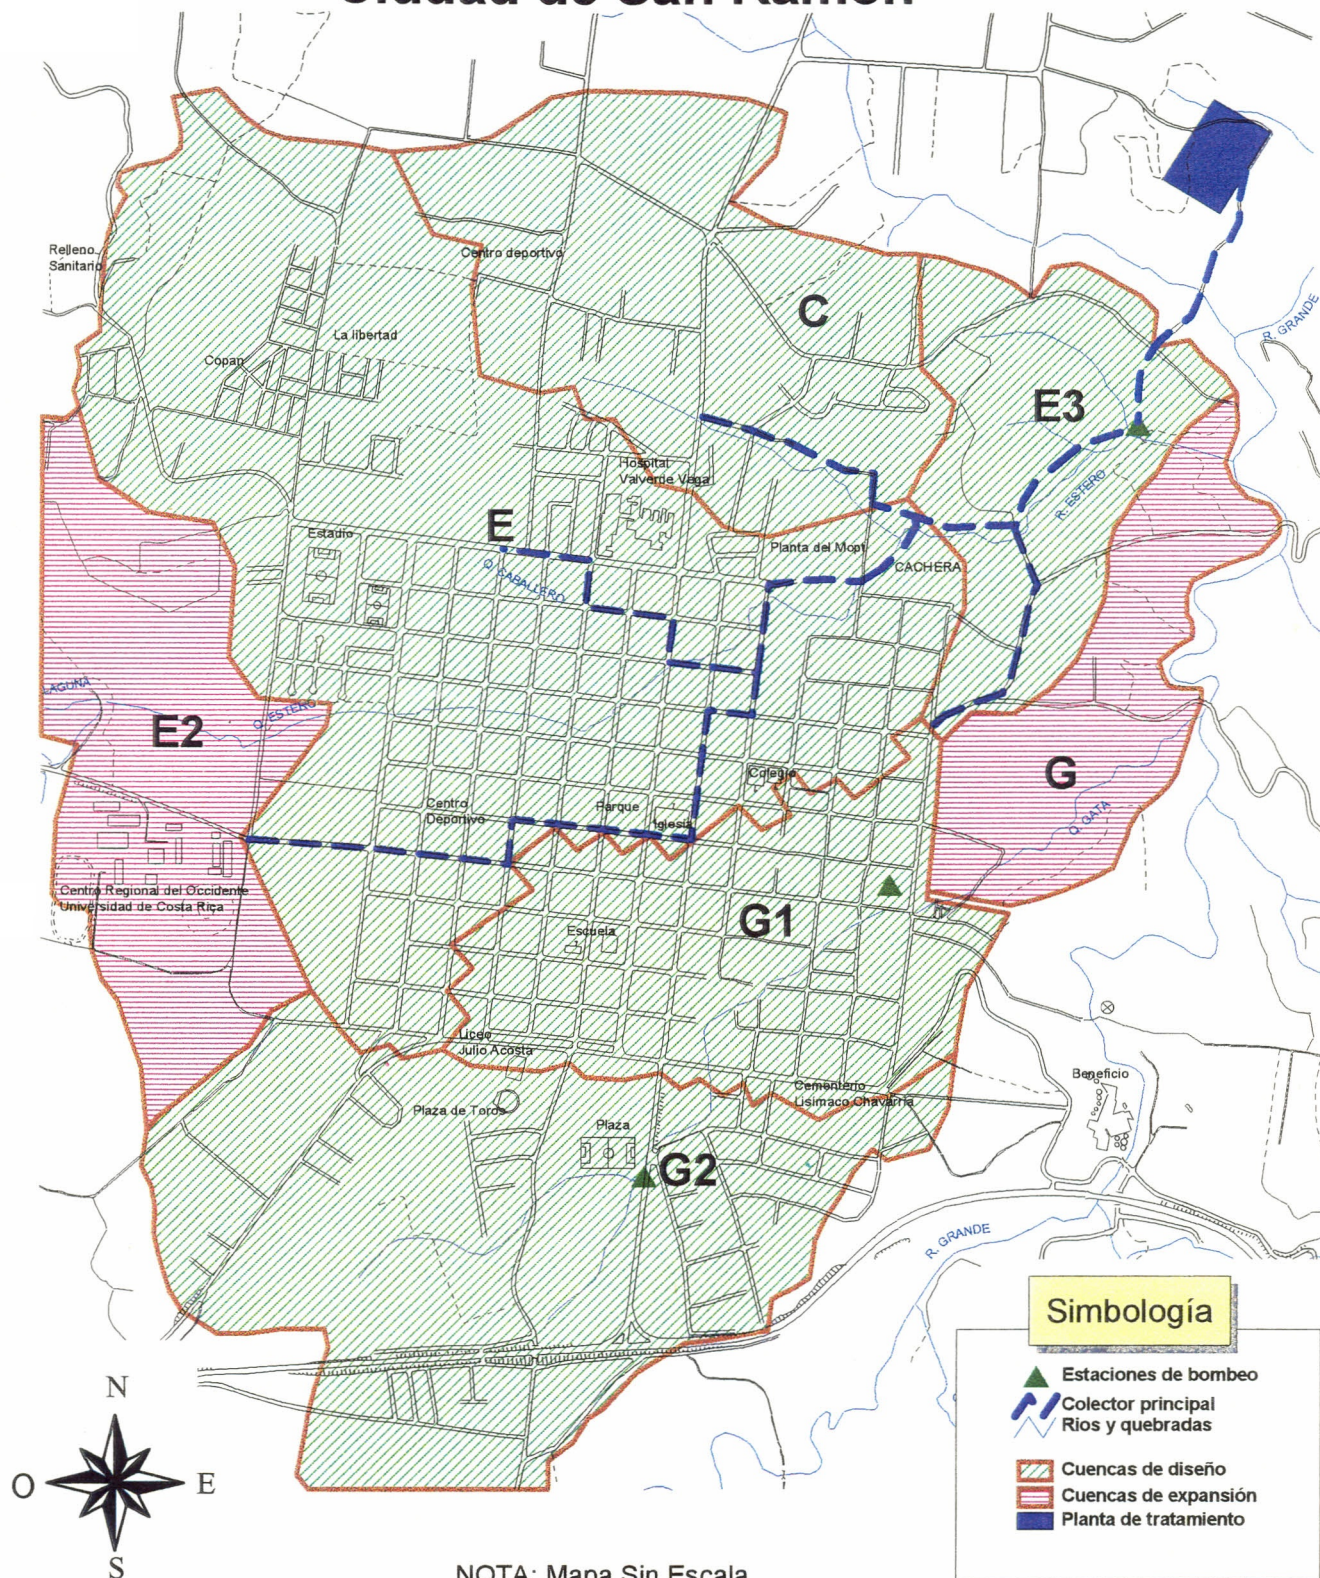 Ciudad de San Ramón
Relleno
Sanitario
Centro deportivo
C
R. GRANDE
La libertad
Copan
E3
Hospital
Valverde Vega
R. ESTERO
E
Estadio
Planta del Mopt
Q. CABALLERO
CACHERA
LAGUNA
Q. ESTERO
E2
Colegio
G
Centro
Deportivo
Parque
Iglesia
Q. GATA
Centro Regional del Occidente
Universidad de Costa Rica
G1
Escuela
Liceo
Julio Acosta
Beneficio
Cementerio
Lisimaco Chavarria
Plaza de Toros
Plaza
G2
R. GRANDE
Simbología
Estaciones de bombeo
Colector principal
Rios y quebradas
Cuencas de diseño
Cuencas de expansión
Planta de tratamiento
N
O
E
S
NOTA: Mapa Sin Escala